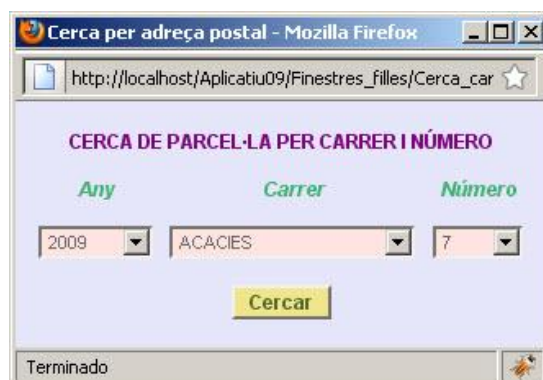 Cerca per adreça postal - Mozilla Firefox
http://localhost/Aplicatiu09/Finestres_filles/Cerca_car
CERCA DE PARCEL·LA PER CARRER I NÚMERO
Any Carrer Número
2009 ACACIES 7
Cercar
Terminado